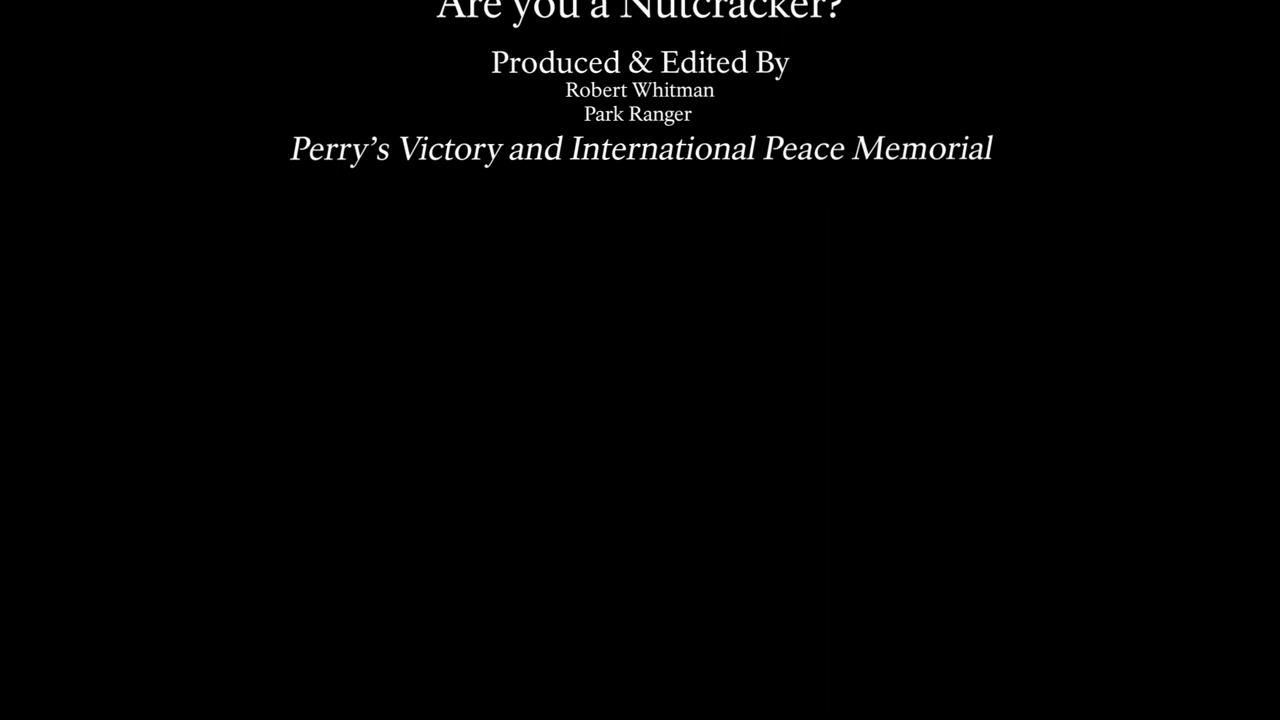 Are you a Nutcracker?
Produced & Edited By
Robert Whitman
Park Ranger
Perry’s Victory and International Peace Memorial